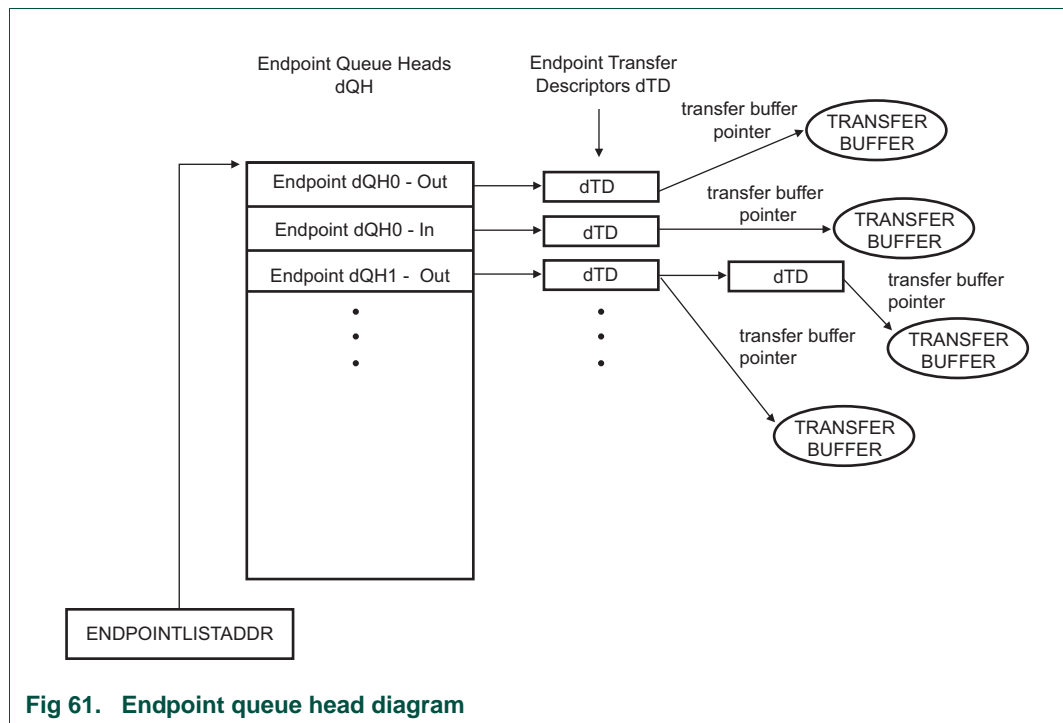 Endpoint Queue Heads
dQH
Endpoint Transfer
Descriptors dTD
transfer buffer
pointer
TRANSFER
BUFFER
Endpoint dQH0 - Out
dTD
transfer buffer
pointer
Endpoint dQH0 - In
dTD
TRANSFER
BUFFER
Endpoint dQH1 - Out
dTD
dTD
transfer buffer
pointer
transfer buffer
pointer
TRANSFER
BUFFER
TRANSFER
BUFFER
ENDPOINTLISTADDR
Fig 61. Endpoint queue head diagram